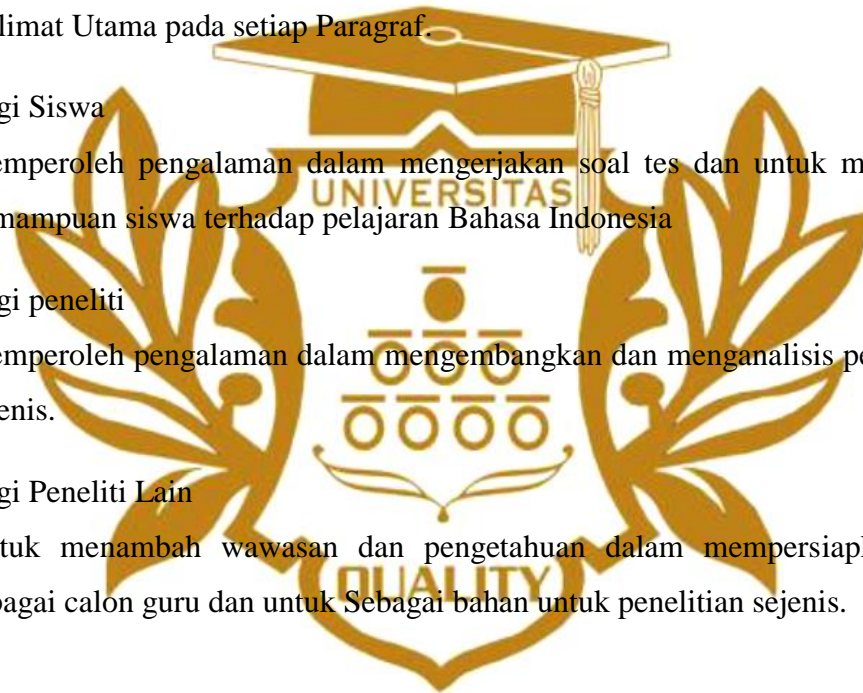 limat Utama pada setiap Paragraf.
gi Siswa
emperoleh pengalaman dalam mengerjakan soal tes dan untuk m
UNIVERSITAS
mampuan siswa terhadap pelajaran Bahasa Indonesia
gi peneliti
emperoleh pengalaman dalam mengembangkan dan menganalisis pe
enis.
gi Peneliti Lain
tuk menambah wawasan dan pengetahuan dalam mempersiap
QUALITY
bagai calon guru dan untuk Sebagai bahan untuk penelitian sejenis.